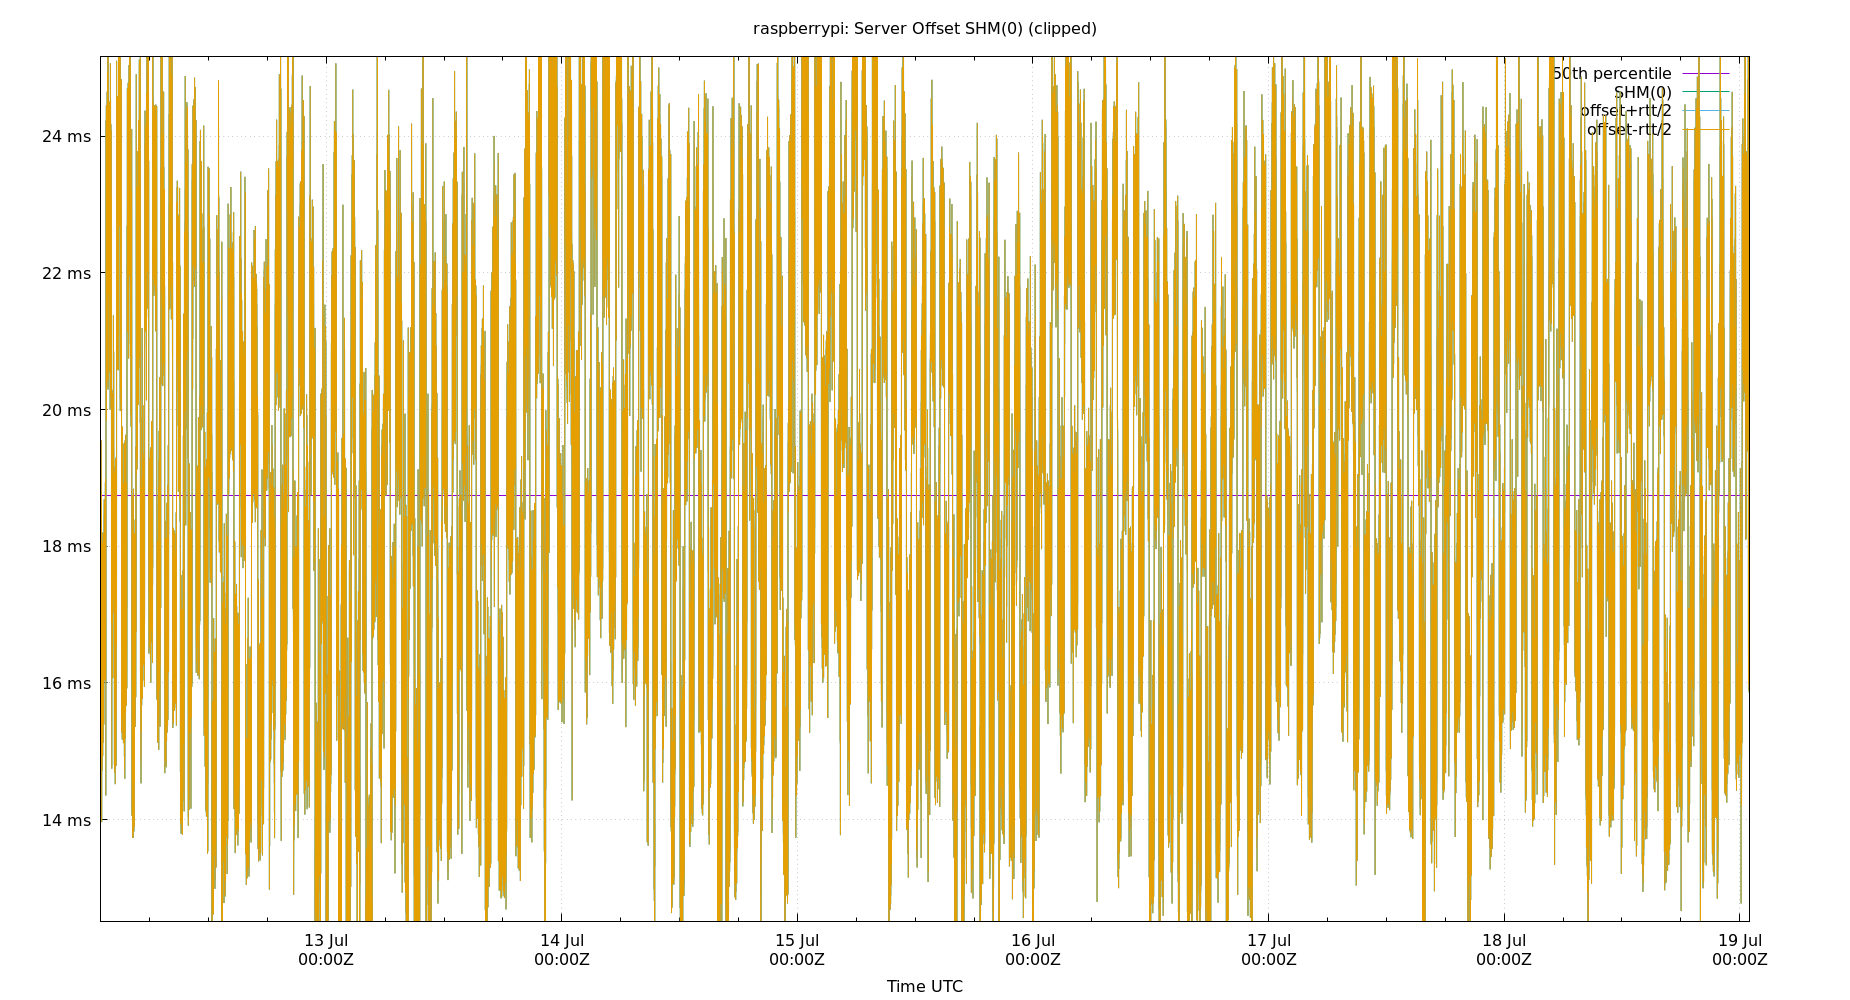 raspberrypi: Server Offset SHM(0) (clipped)
50th percentile
SHM(0)
offset+rtt/2
offset-rtt/2
24 ms
22 ms
20 ms
18 ms
16 ms
14 ms
13 Jul 14 Jul 15 Jul 16 Jul 17 Jul 18 Jul 19 Jul
00:00Z 00:00Z 00:00Z 00:00Z 00:00Z 00:00Z 00:00Z
Time UTC